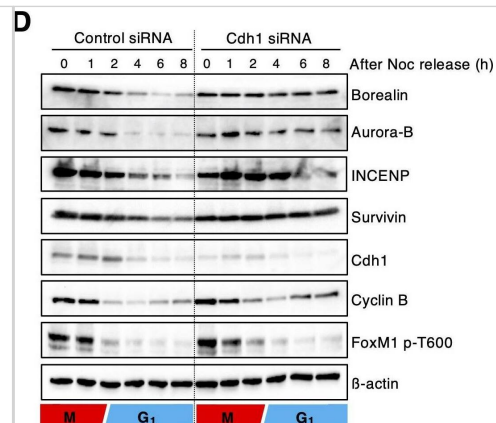 D
Control siRNA Cdh1 siRNA
0 1 2 4 6 8 0 1 2 4 6 8 After Noc release (h)
Borealin
Aurora-B
INCENP
Survivin
Cdh1
Cyclin B
FoxM1 p-T600
ß-actin
M G₁ M G₁